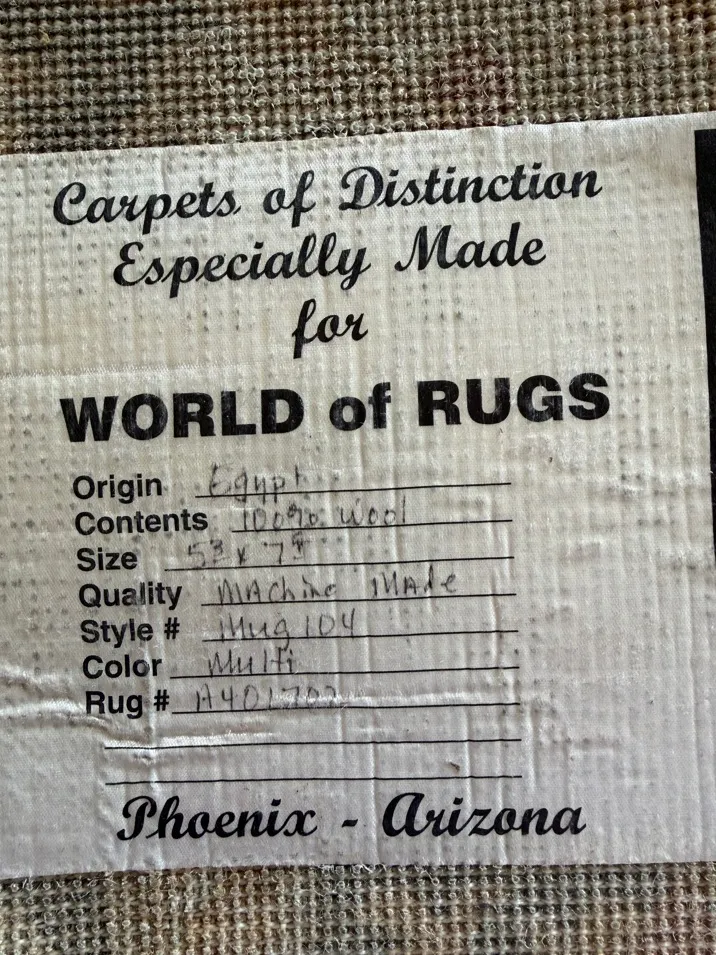 Carpets of Distinction
Especially Made
for
WORLD of RUGS
Origin Egypt
Contents 100% Wool
Size 5³ x
Quality MAchine MAde
Style # Mug 104
Color Multi
Rug #
Phoenix - Arizona